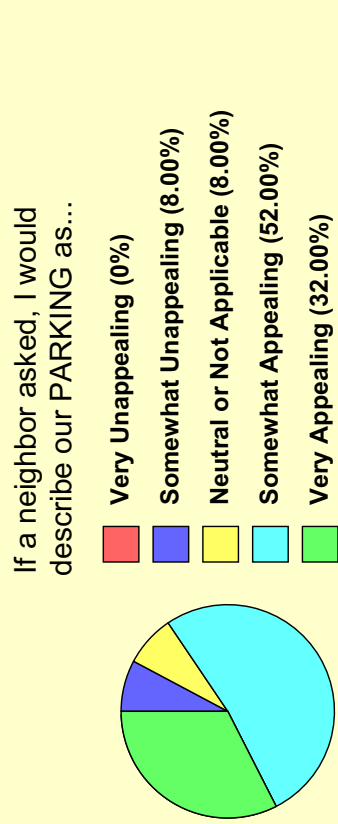 If a neighbor asked, I would
describe our PARKING as...
Very Unappealing (0%)
Somewhat Unappealing (8.00%)
Neutral or Not Applicable (8.00%)
Somewhat Appealing (52.00%)
Very Appealing (32.00%)